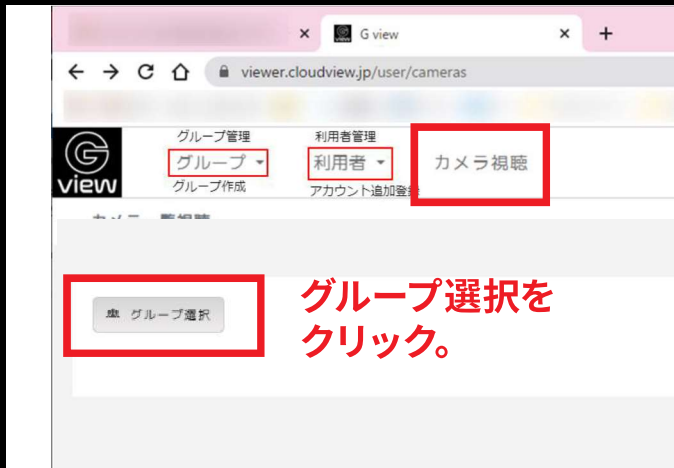 G view
viewer.cloudview.jp/user/cameras
G view
グループ管理
グループ
グループ作成
利用者管理
利用者
アカウント追加登録
カメラ視聴
グループ選択
グループ選択を
クリック。